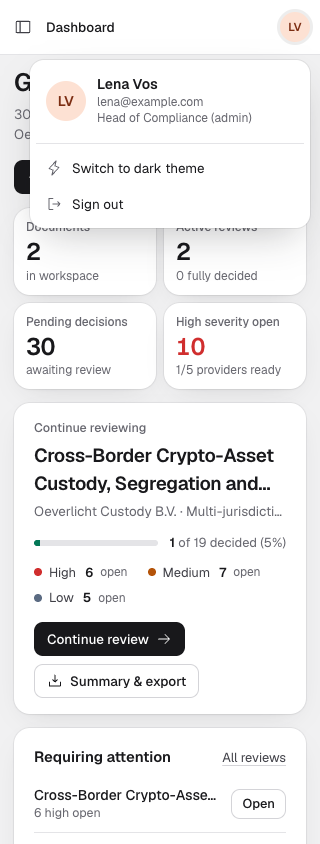 Dashboard
LV
G
LV
Lena Vos
lena@example.com
Head of Compliance (admin)
30
Oe
Switch to dark theme
Sign out
Documents
Active reviews
2
2
in workspace
0 fully decided
Pending decisions
High severity open
30
10
awaiting review
1/5 providers ready
Continue reviewing
Cross-Border Crypto-Asset
Custody, Segregation and...
Oeverlicht Custody B.V. · Multi-jurisdicti...
1 of 19 decided (5%)
High 6 open
Medium 7 open
Low 5 open
Continue review
Summary & export
Requiring attention
All reviews
Cross-Border Crypto-Asse...
6 high open
Open